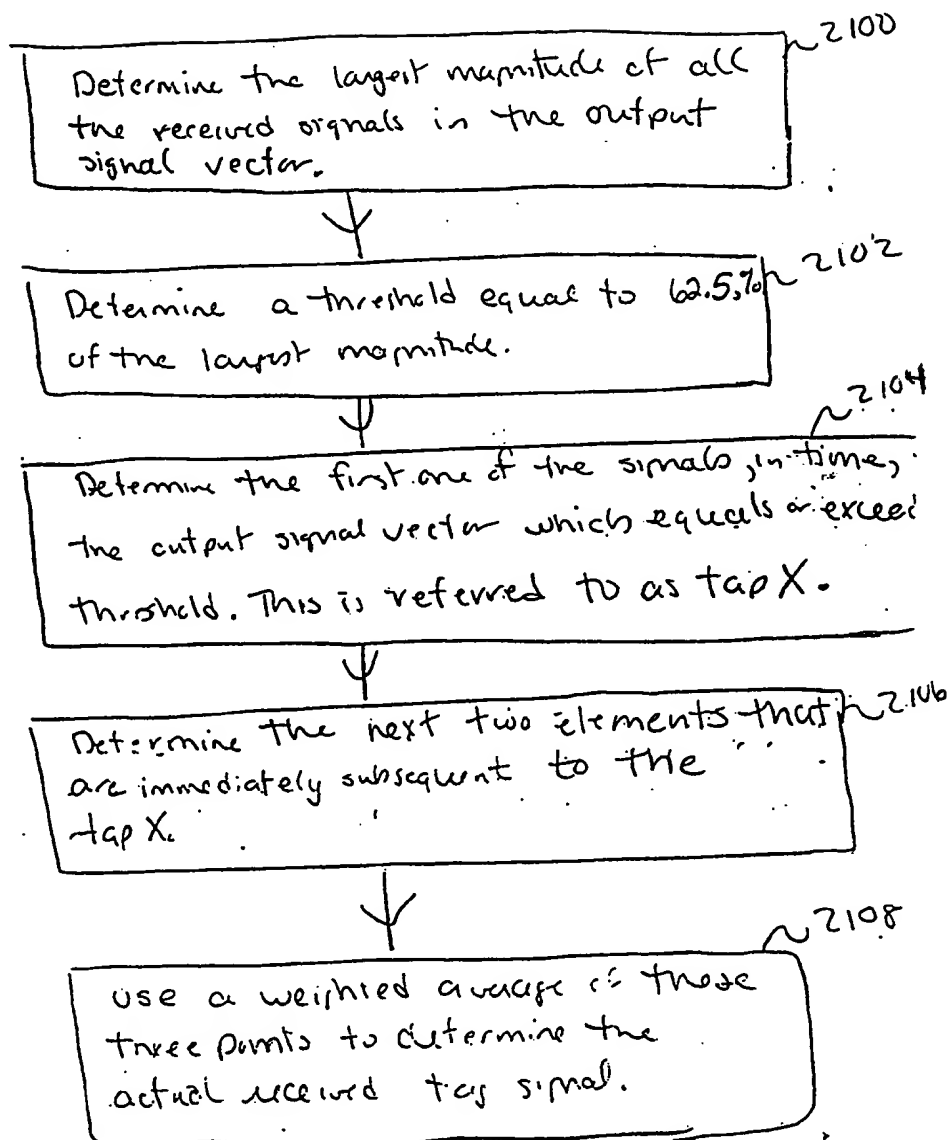 2100
Determine the largest magnitude of all
the received signals in the output
signal vector.
2102
Determine a threshold equal to 62.5%
of the largest magnitude.
2104
Determine the first one of the signals, in time,
the output signal vector which equals or exceed
threshold. This is referred to as tap X.
2106
Determine the next two elements that
are immediately subsequent to the
tap X.
2108
use a weighted average of these
three points to determine the
actual received tag signal.